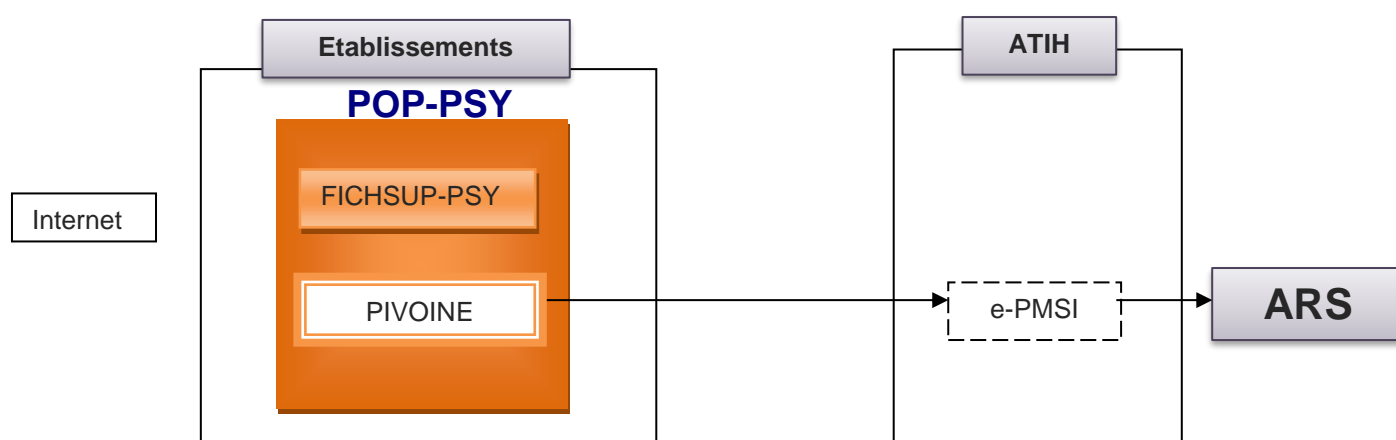 Etablissements
ATIH
POP-PSY
FICHSUP-PSY
Internet
PIVOINE
e-PMSI
ARS